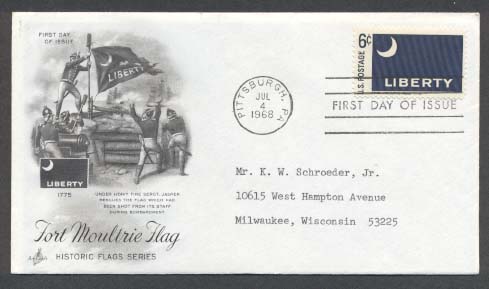 FIRST DAY
OF ISSUE
LIBERTY
LIBERTY
1775
UNDER HEAVY FIRE SERGT. JASPER
RESCUES THE FLAG WHICH HAD
BEEN SHOT FROM ITS STAFF
DURING BOMBARDMENT
Fort Moultrie Flag
HISTORIC FLAGS SERIES
PITTSBURGH, PA
JUL
4
1968
6c
U.S. POSTAGE
LIBERTY
FIRST DAY OF ISSUE
Mr. K. W. Schroeder, Jr.
10615 West Hampton Avenue
Milwaukee, Wisconsin 53225